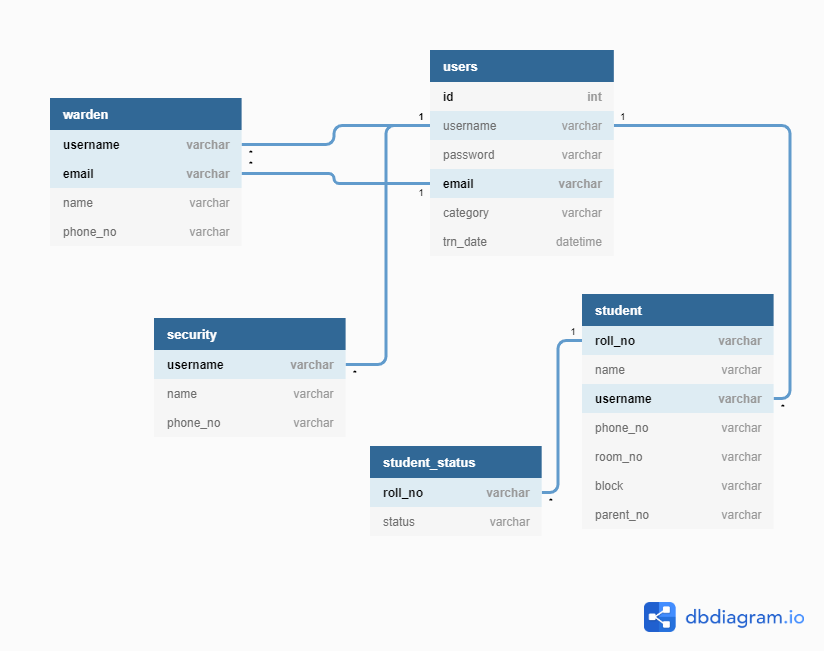 users
id int
1 username varchar 1
password varchar
1 email varchar
category varchar
trn_date datetime
warden
username varchar *
email varchar *
name varchar
phone_no varchar
security
username varchar *
name varchar
phone_no varchar
student
1 roll_no varchar
name varchar
username varchar *
phone_no varchar
room_no varchar
block varchar
parent_no varchar
student_status
roll_no varchar *
status varchar
dbdiagram.io